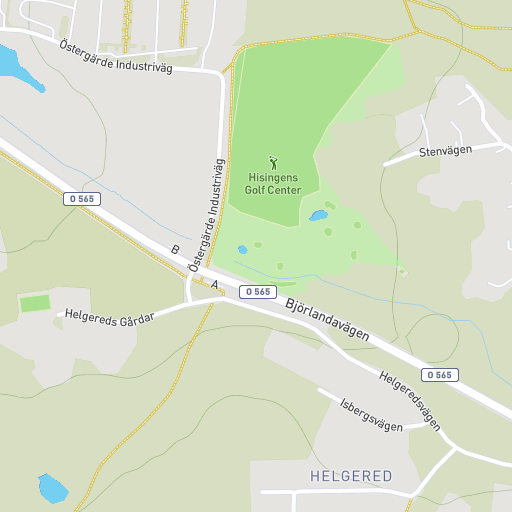 Östergärde Industriväg
Stenvägen
Hisingens
Golf Center
Östergärde Industriväg
O 565
B
A
O 565
Björlandavägen
Helgereds Gårdar
O 565
Helgeredsvägen
Isbergsvägen
HELGERED